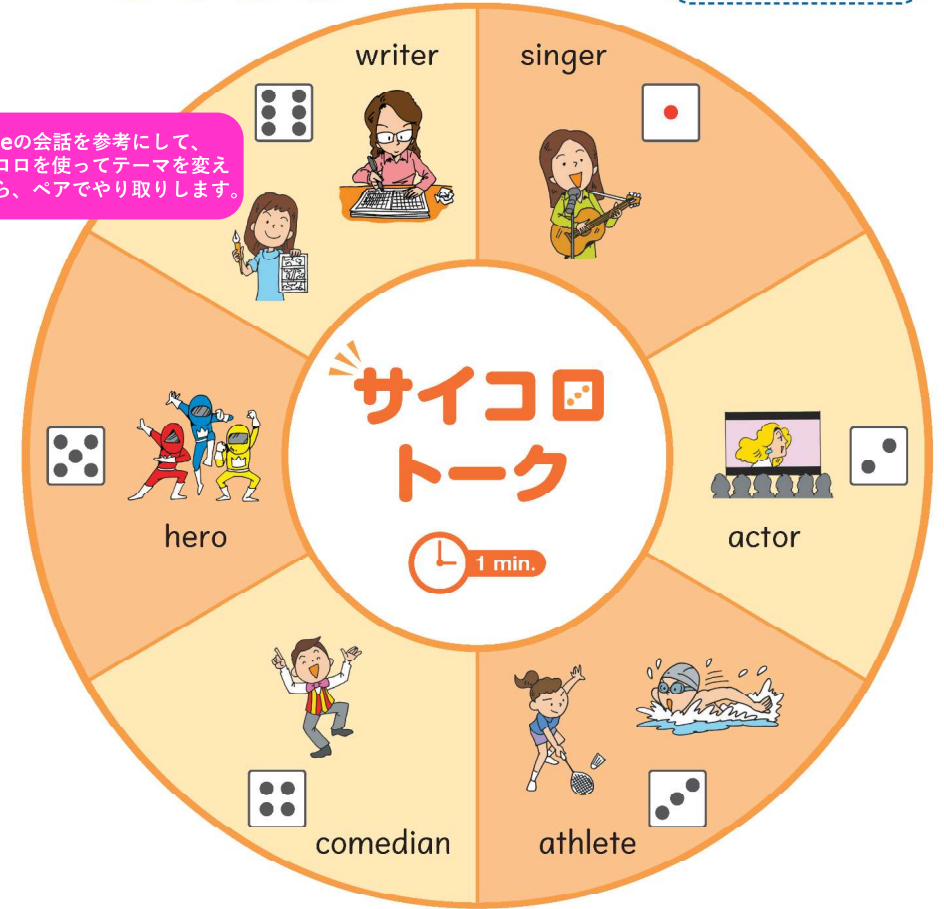 writer
singer
eの会話を参考にして、
コロを使ってテーマを変え
ら、ペアでやり取りします。
サイコロ
トーク
1 min.
hero
actor
comedian
athlete